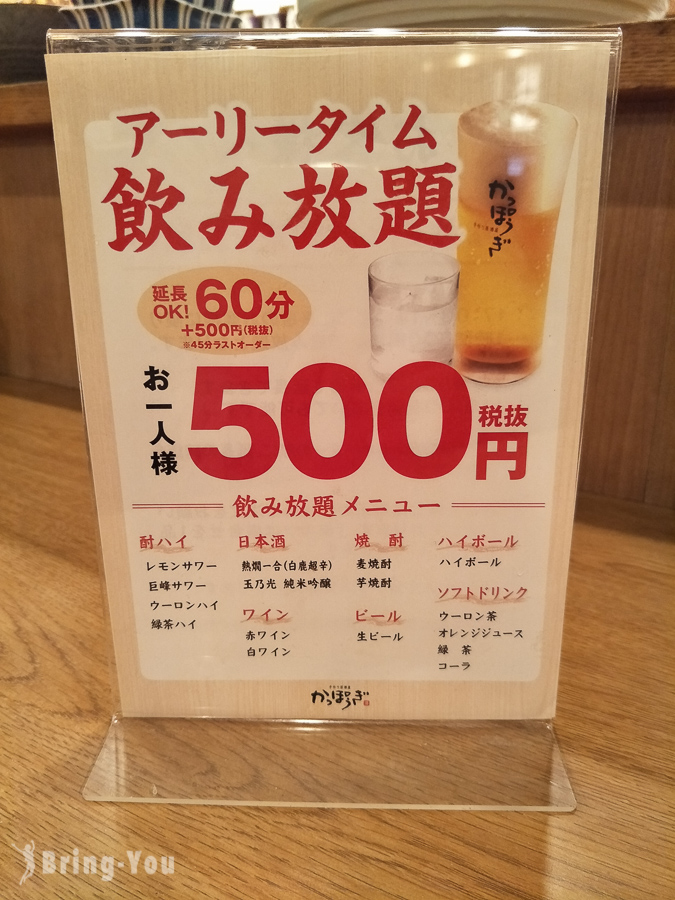 アーリータイム
飲み放題
かっぽうぎ
延長
OK! 60分
+500円(税抜)
※45分ラストオーダー
お一人様
500円
税抜
飲み放題メニュー
酎ハイ
レモンサワー
巨峰サワー
ウーロンハイ
緑茶ハイ
日本酒
熱燗一合(白鹿超辛)
玉乃光 純米吟醸
ワイン
赤ワイン
白ワイン
焼 酎
麦焼酎
芋焼酎
ビール
生ビール
ハイボール
ハイボール
ソフトドリンク
ウーロン茶
オレンジジュース
緑 茶
コーラ
かっぽうぎ
Bring-You